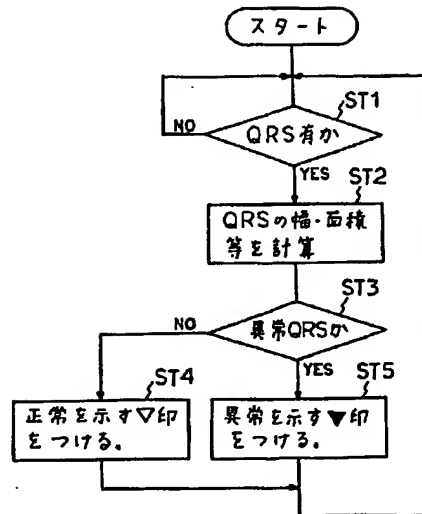 スタート
ST1
QRS有か
NO
YES
ST2
QRSの幅・面積
等を計算
ST3
異常QRSか
NO
YES
ST4
正常を示す▽印
をつける。
ST5
異常を示す▼印
をつける。